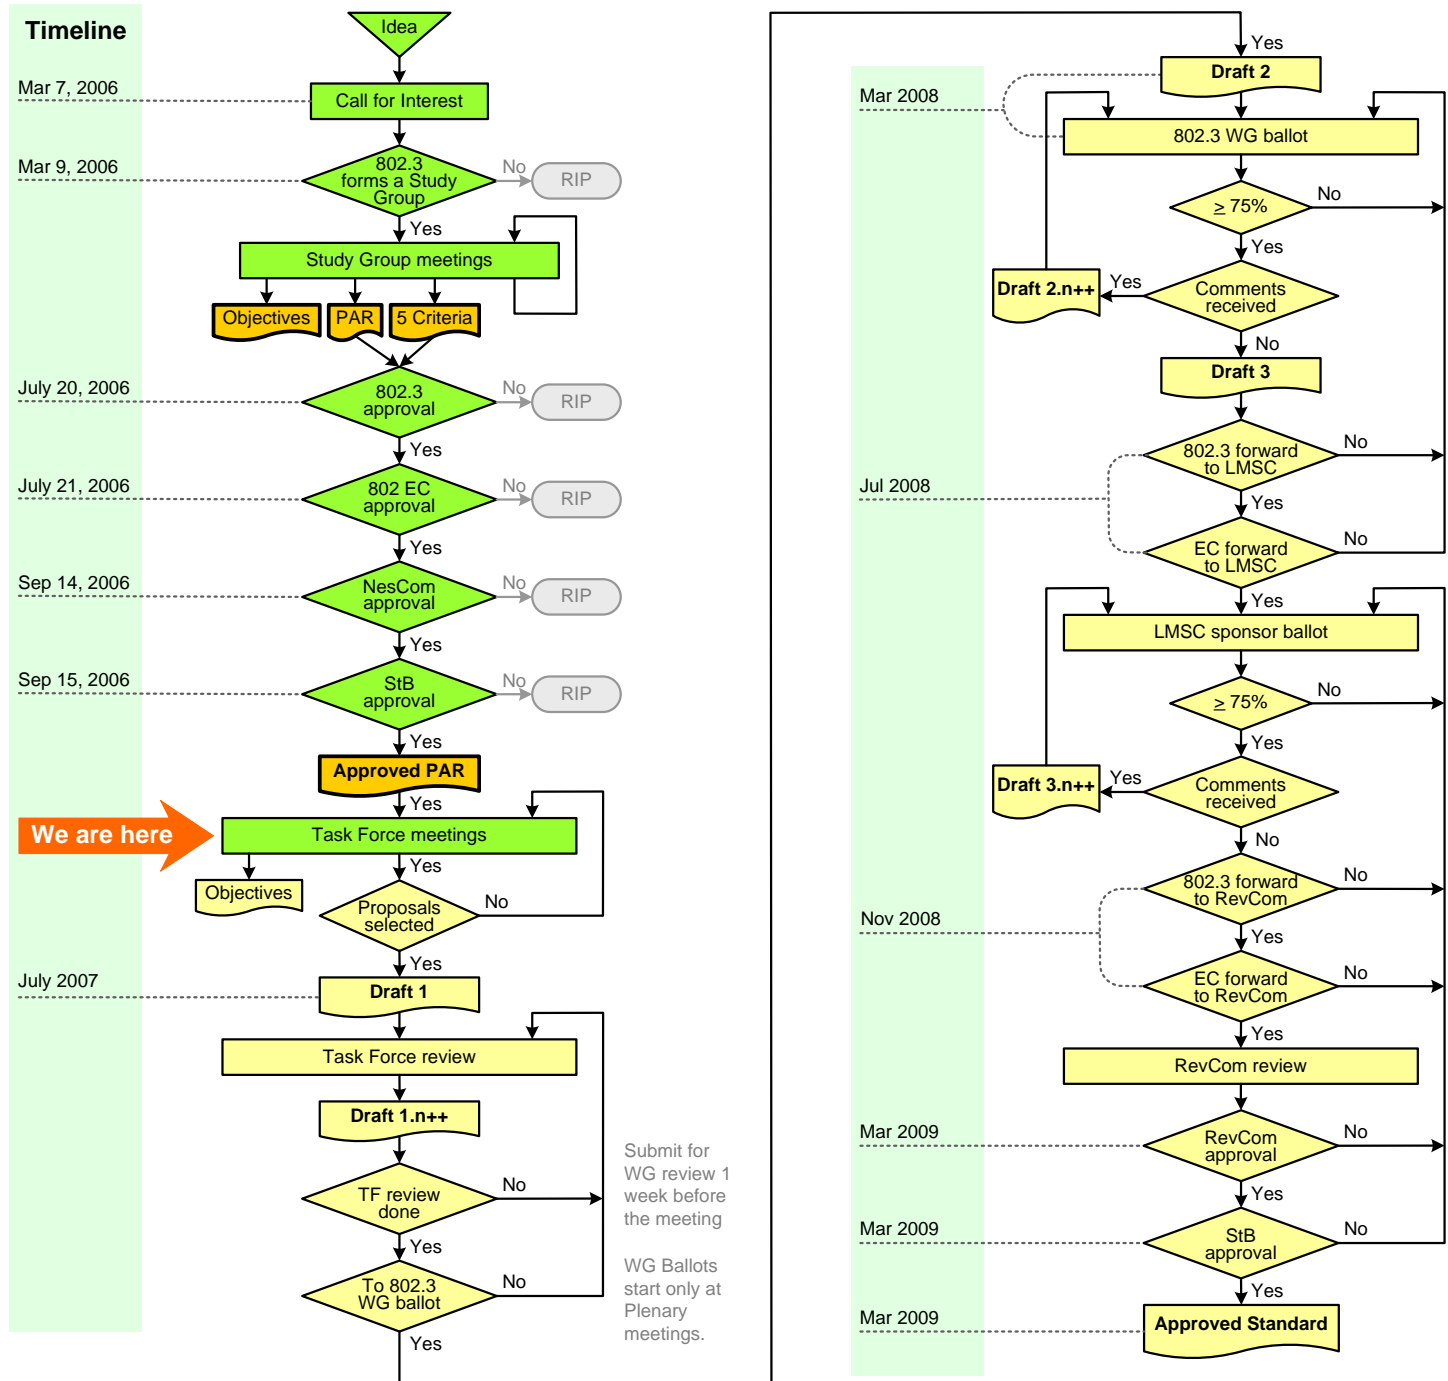 Timeline
Idea
Mar 7, 2006
Call for Interest
Mar 9, 2006
802.3
forms a Study
Group
No
RIP
Yes
Study Group meetings
Objectives
PAR
5 Criteria
July 20, 2006
802.3
approval
No
RIP
Yes
July 21, 2006
802 EC
approval
No
RIP
Yes
Sep 14, 2006
NesCom
approval
No
RIP
Yes
Sep 15, 2006
StB
approval
No
RIP
Yes
Approved PAR
Yes
We are here
Task Force meetings
Yes
Objectives
Proposals
selected
No
Yes
July 2007
Draft 1
Task Force review
Draft 1.n++
TF review
done
No
Yes
To 802.3
WG ballot
No
Yes
Submit for
WG review 1
week before
the meeting
WG Ballots
start only at
Plenary
meetings.
Yes
Draft 2
Mar 2008
802.3 WG ballot
≥ 75%
No
Yes
Comments
received
Yes
Draft 2.n++
No
Draft 3
802.3 forward
to LMSC
No
Jul 2008
Yes
EC forward
to LMSC
No
Yes
LMSC sponsor ballot
≥ 75%
No
Yes
Comments
received
Yes
Draft 3.n++
No
802.3 forward
to RevCom
No
Nov 2008
Yes
EC forward
to RevCom
No
Yes
RevCom review
Mar 2009
RevCom
approval
No
Yes
Mar 2009
StB
approval
No
Yes
Mar 2009
Approved Standard